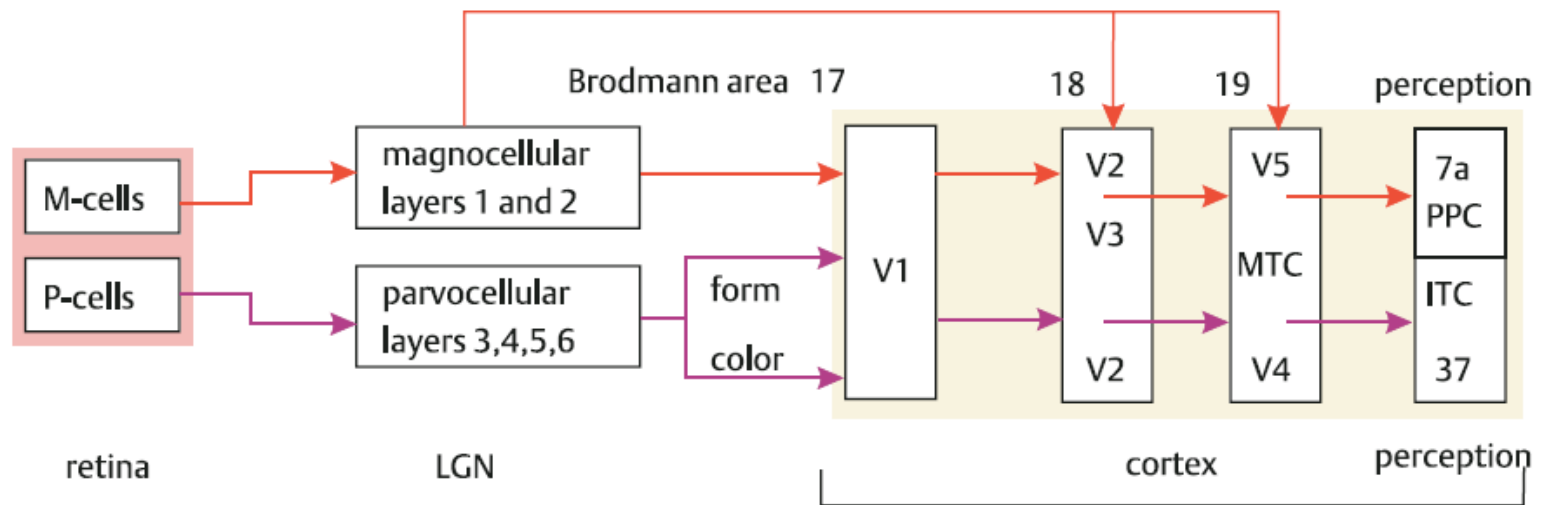 Brodmann area 17
18
19
perception
M-cells
P-cells
magnocellular
layers 1 and 2
parvocellular
layers 3,4,5,6
form
color
V1
V2
V3
V2
V5
MTC
V4
7a
PPC
ITC
37
retina
LGN
cortex
perception